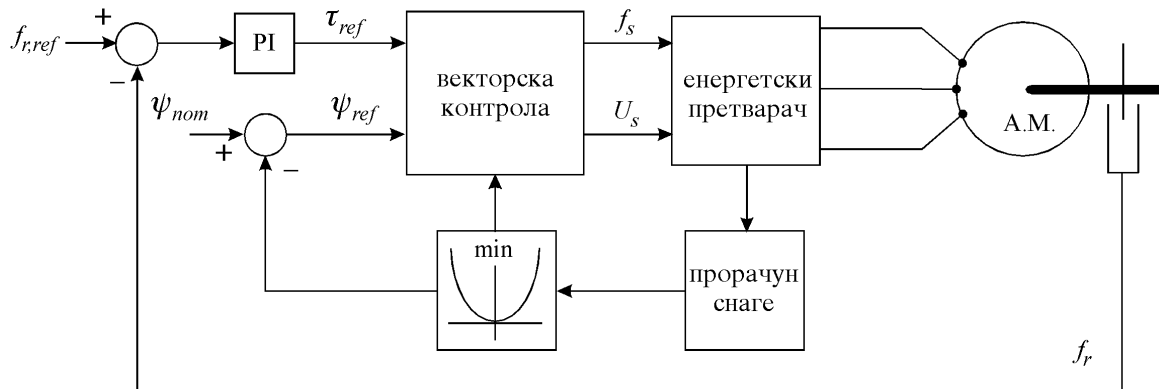 +
f_{r,ref}
−
PI
τ_{ref}
ψ_{nom}
+
−
ψ_{ref}
векторска
контрола
f_s
U_s
енергетски
претварач
А.М.
min
прорачун
снаге
f_r